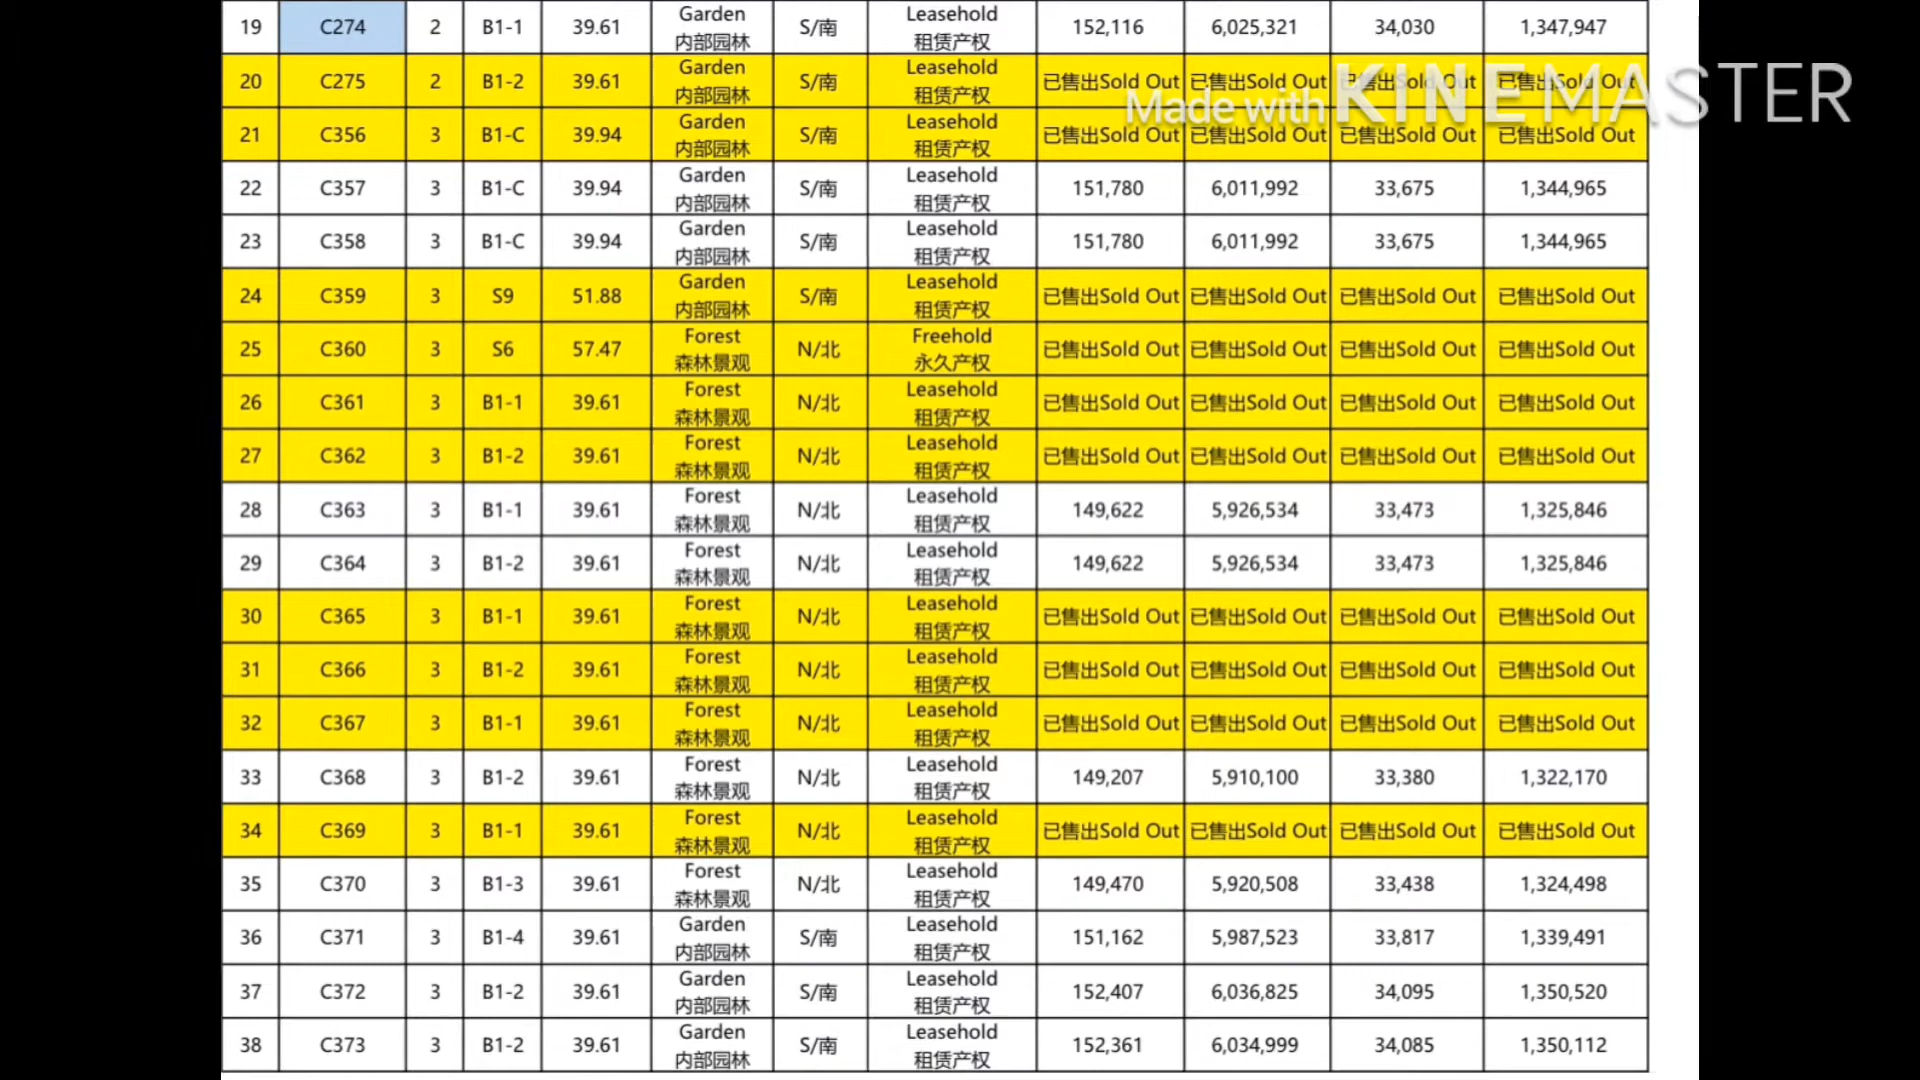 19 C274 2 B1-1 39.61 Garden 内部园林 S/南 Leasehold 租赁产权 152,116 6,025,321 34,030 1,347,947
20 C275 2 B1-2 39.61 Garden 内部园林 S/南 Leasehold 租赁产权 已售出Sold Out 已售出Sold Out 已售出Sold Out 已售出Sold Out
Made with KINEMASTER
21 C356 3 B1-C 39.94 Garden 内部园林 S/南 Leasehold 租赁产权 已售出Sold Out 已售出Sold Out 已售出Sold Out 已售出Sold Out
22 C357 3 B1-C 39.94 Garden 内部园林 S/南 Leasehold 租赁产权 151,780 6,011,992 33,675 1,344,965
23 C358 3 B1-C 39.94 Garden 内部园林 S/南 Leasehold 租赁产权 151,780 6,011,992 33,675 1,344,965
24 C359 3 S9 51.88 Garden 内部园林 S/南 Leasehold 租赁产权 已售出Sold Out 已售出Sold Out 已售出Sold Out 已售出Sold Out
25 C360 3 S6 57.47 Forest 森林景观 N/北 Freehold 永久产权 已售出Sold Out 已售出Sold Out 已售出Sold Out 已售出Sold Out
26 C361 3 B1-1 39.61 Forest 森林景观 N/北 Leasehold 租赁产权 已售出Sold Out 已售出Sold Out 已售出Sold Out 已售出Sold Out
27 C362 3 B1-2 39.61 Forest 森林景观 N/北 Leasehold 租赁产权 已售出Sold Out 已售出Sold Out 已售出Sold Out 已售出Sold Out
28 C363 3 B1-1 39.61 Forest 森林景观 N/北 Leasehold 租赁产权 149,622 5,926,534 33,473 1,325,846
29 C364 3 B1-2 39.61 Forest 森林景观 N/北 Leasehold 租赁产权 149,622 5,926,534 33,473 1,325,846
30 C365 3 B1-1 39.61 Forest 森林景观 N/北 Leasehold 租赁产权 已售出Sold Out 已售出Sold Out 已售出Sold Out 已售出Sold Out
31 C366 3 B1-2 39.61 Forest 森林景观 N/北 Leasehold 租赁产权 已售出Sold Out 已售出Sold Out 已售出Sold Out 已售出Sold Out
32 C367 3 B1-1 39.61 Forest 森林景观 N/北 Leasehold 租赁产权 已售出Sold Out 已售出Sold Out 已售出Sold Out 已售出Sold Out
33 C368 3 B1-2 39.61 Forest 森林景观 N/北 Leasehold 租赁产权 149,207 5,910,100 33,380 1,322,170
34 C369 3 B1-1 39.61 Forest 森林景观 N/北 Leasehold 租赁产权 已售出Sold Out 已售出Sold Out 已售出Sold Out 已售出Sold Out
35 C370 3 B1-3 39.61 Forest 森林景观 N/北 Leasehold 租赁产权 149,470 5,920,508 33,438 1,324,498
36 C371 3 B1-4 39.61 Garden 内部园林 S/南 Leasehold 租赁产权 151,162 5,987,523 33,817 1,339,491
37 C372 3 B1-2 39.61 Garden 内部园林 S/南 Leasehold 租赁产权 152,407 6,036,825 34,095 1,350,520
38 C373 3 B1-2 39.61 Garden 内部园林 S/南 Leasehold 租赁产权 152,361 6,034,999 34,085 1,350,112